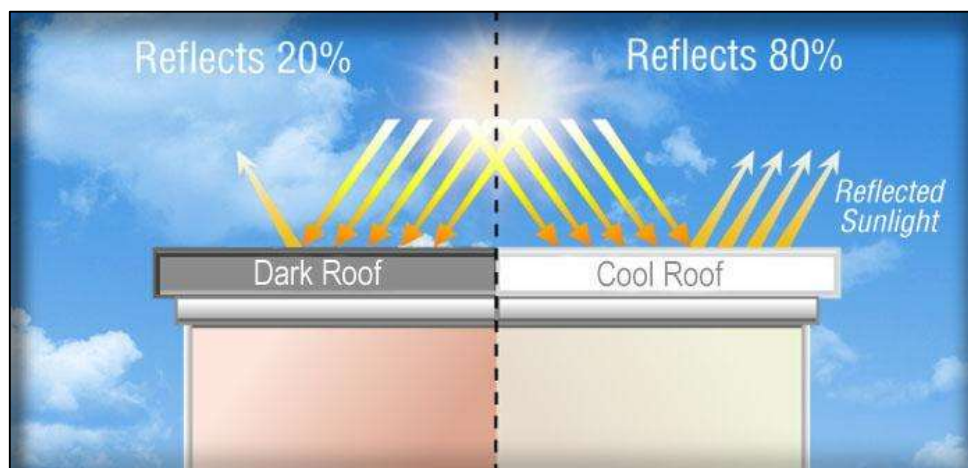 Reflects 20%
Reflects 80%
Reflected
Sunlight
Dark Roof
Cool Roof